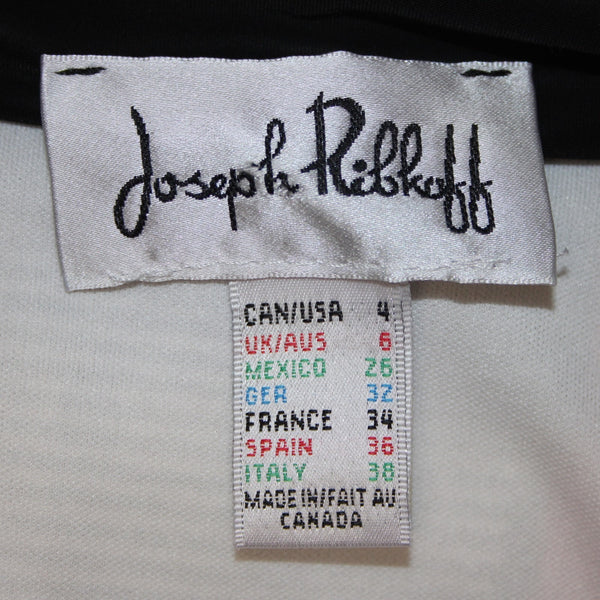 Joseph Ribkoff
CAN/USA 4
UK/AUS 6
MEXICO 26
GER 32
FRANCE 34
SPAIN 36
ITALY 38
MADE IN/FAIT AU
CANADA